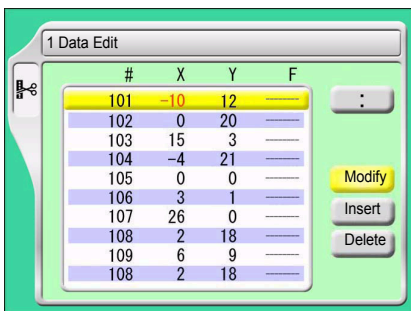 1 Data Edit
# X Y F
101 −10 12 --------
:
102 0 20 --------
103 15 3 --------
104 −4 21 --------
105 0 0 --------
Modify
106 3 1 --------
107 26 0 --------
Insert
108 2 18 --------
Delete
109 6 9 --------
108 2 18 --------